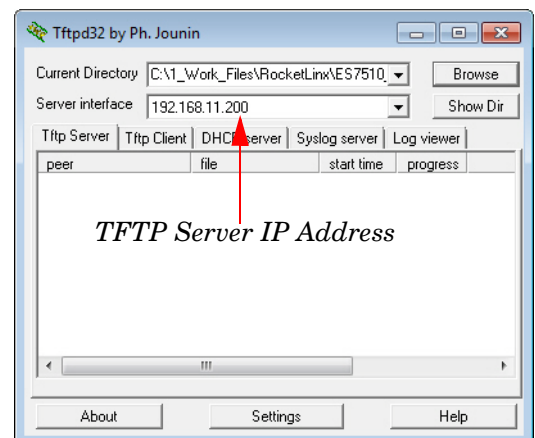 Tftpd32 by Ph. Jounin
Current Directory C:\1_Work_Files\RocketLinx\ES7510_ Browse
Server interface 192.168.11.200 Show Dir
Tftp Server Tftp Client DHCP server Syslog server Log viewer
peer file start time progress
TFTP Server IP Address
About Settings Help